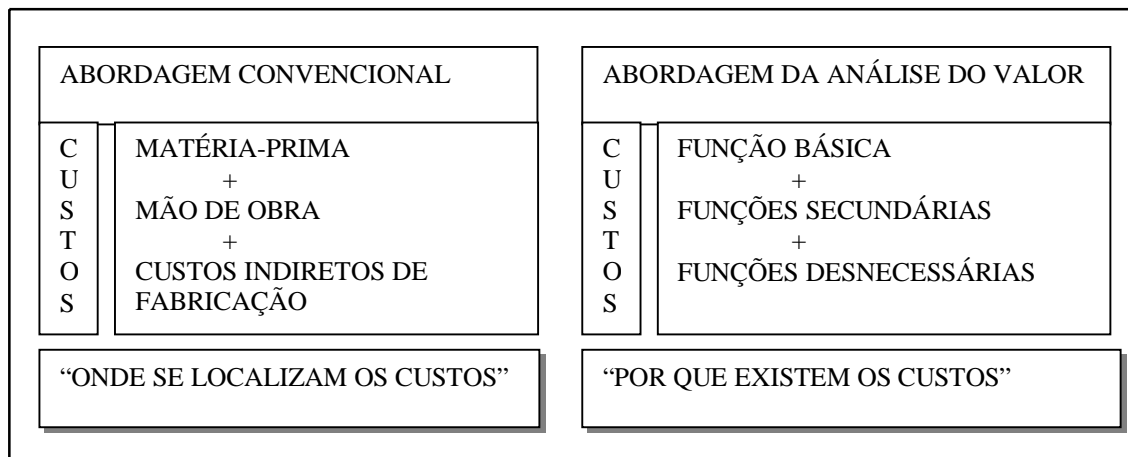 ABORDAGEM CONVENCIONAL
C
U
S
T
O
S
MATÉRIA-PRIMA
+
MÃO DE OBRA
+
CUSTOS INDIRETOS DE
FABRICAÇÃO
“ONDE SE LOCALIZAM OS CUSTOS”
ABORDAGEM DA ANÁLISE DO VALOR
C
U
S
T
O
S
FUNÇÃO BÁSICA
+
FUNÇÕES SECUNDÁRIAS
+
FUNÇÕES DESNECESSÁRIAS
“POR QUE EXISTEM OS CUSTOS”